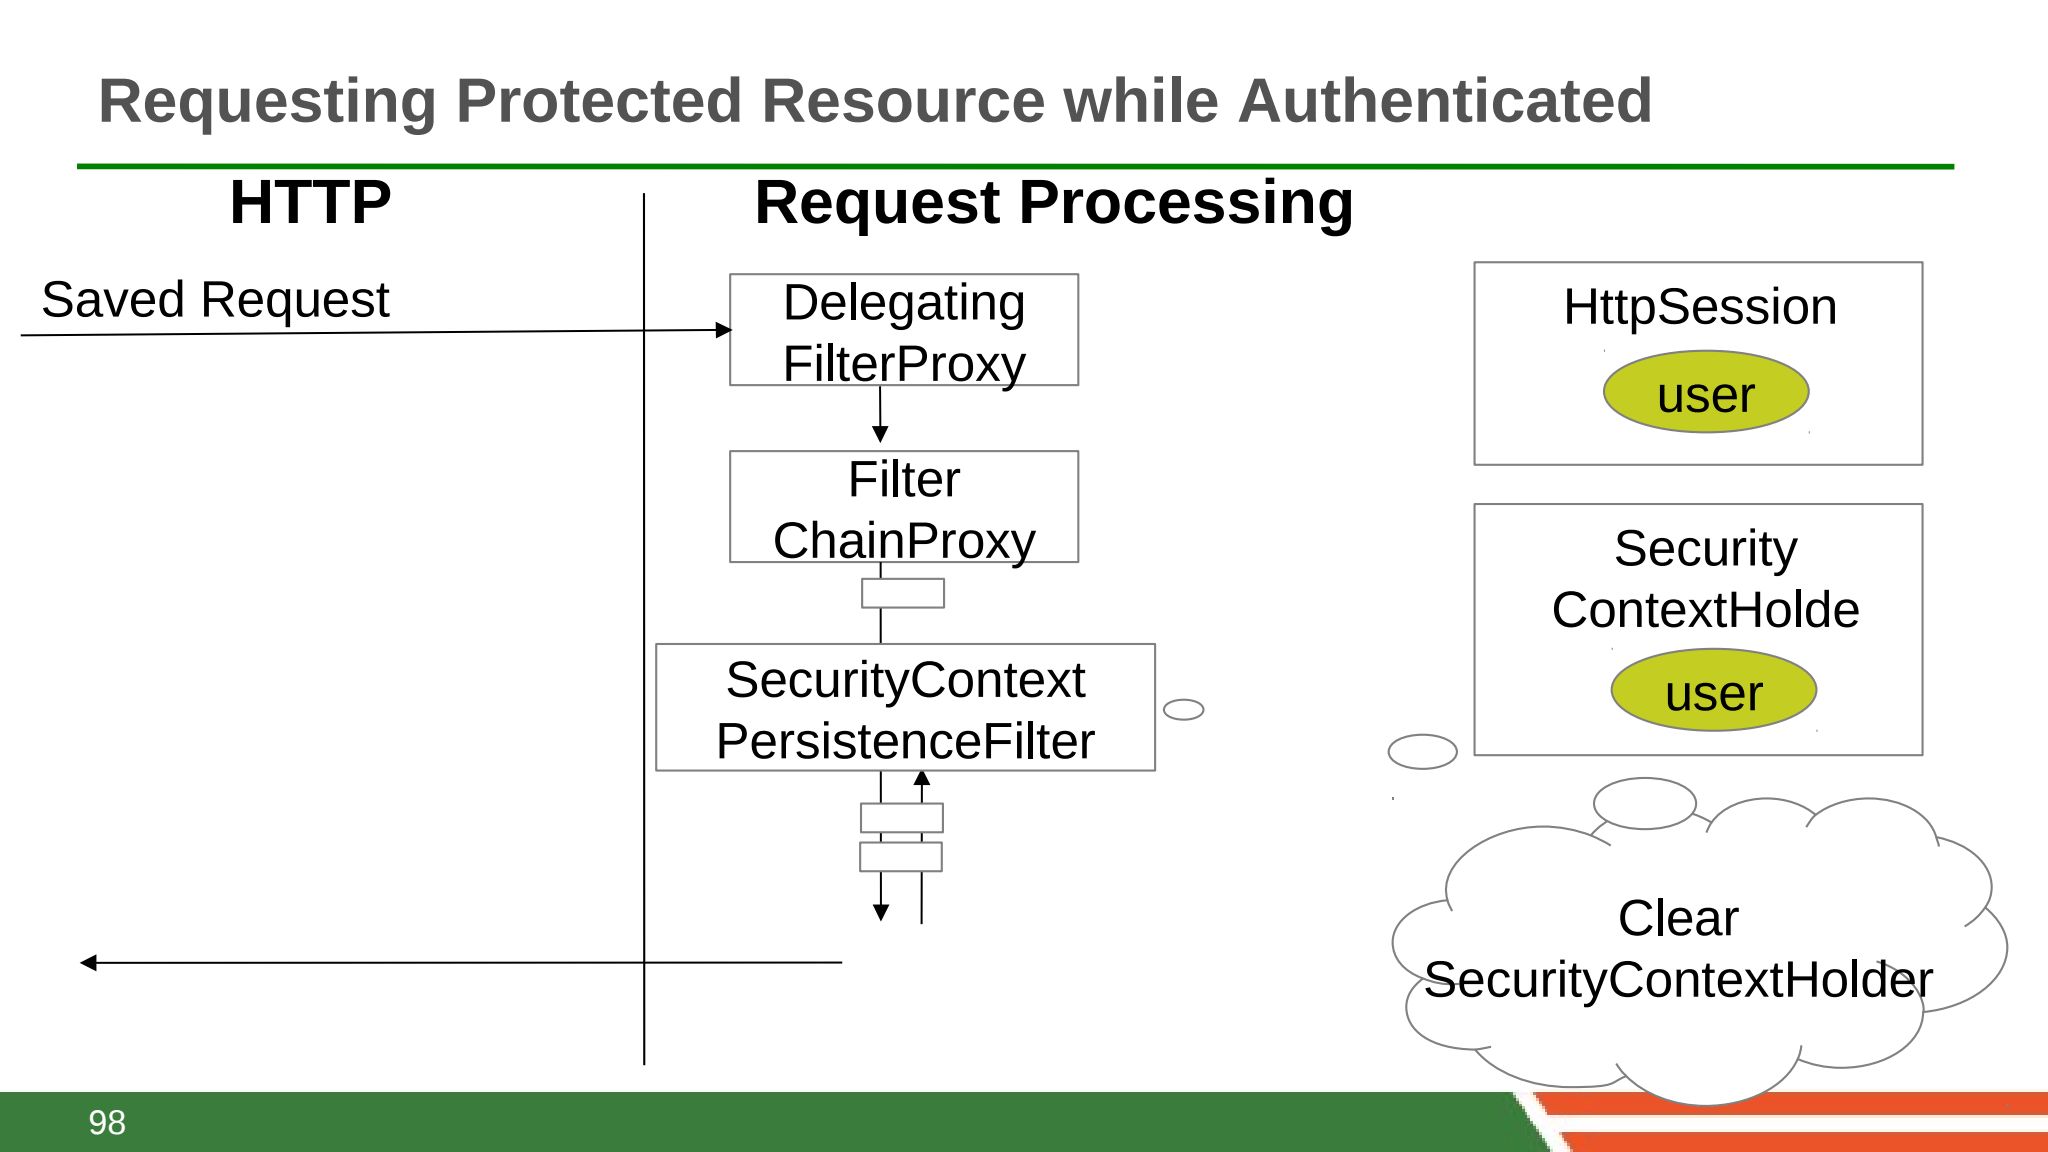 Requesting Protected Resource while Authenticated
HTTP
Request Processing
Saved Request
Delegating
FilterProxy
HttpSession
user
Filter
ChainProxy
Security
ContextHolde
user
SecurityContext
PersistenceFilter
Clear
SecurityContextHolder
98